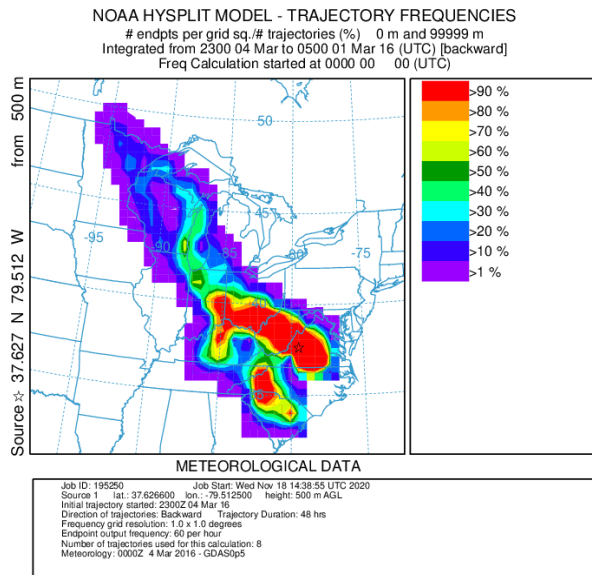 NOAA HYSPLIT MODEL - TRAJECTORY FREQUENCIES
# endpts per grid sq./# trajectories (%) 0 m and 99999 m
Integrated from 2300 04 Mar to 0500 01 Mar 16 (UTC) [backward]
Freq Calculation started at 0000 00 00 (UTC)
Source ☆ 37.627 N 79.512 W from 500 m
50
45
-95
-90
-85
-80
-75
40
35
>90 %
>80 %
>70 %
>60 %
>50 %
>40 %
>30 %
>20 %
>10 %
>1 %
METEOROLOGICAL DATA
Job ID: 195250 Job Start: Wed Nov 18 14:38:55 UTC 2020
Source 1 lat.: 37.626600 lon.: -79.512500 height: 500 m AGL
Initial trajectory started: 2300Z 04 Mar 16
Direction of trajectories: Backward Trajectory Duration: 48 hrs
Frequency grid resolution: 1.0 x 1.0 degrees
Endpoint output frequency: 60 per hour
Number of trajectories used for this calculation: 8
Meteorology: 0000Z 4 Mar 2016 - GDAS0p5